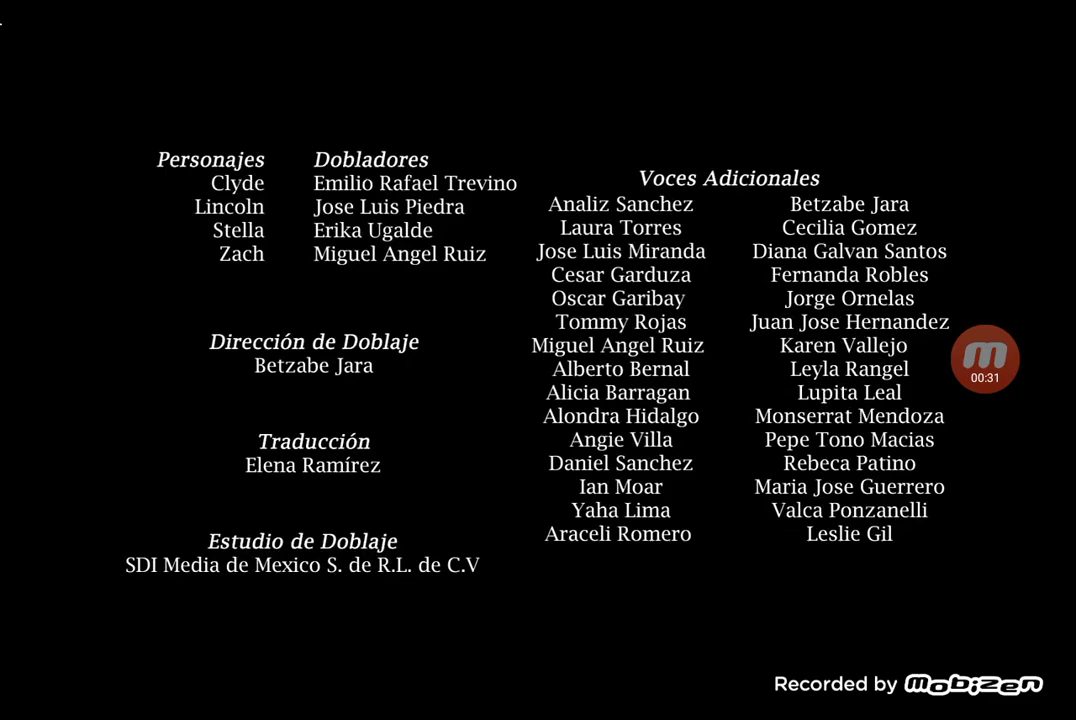 Personajes Dobladores
Clyde Emilio Rafael Trevino
Lincoln Jose Luis Piedra
Stella Erika Ugalde
Zach Miguel Angel Ruiz
Dirección de Doblaje
Betzabe Jara
Traducción
Elena Ramírez
Estudio de Doblaje
SDI Media de Mexico S. de R.L. de C.V
Voces Adicionales
Analiz Sanchez Betzabe Jara
Laura Torres Cecilia Gomez
Jose Luis Miranda Diana Galvan Santos
Cesar Garduza Fernanda Robles
Oscar Garibay Jorge Ornelas
Tommy Rojas Juan Jose Hernandez
Miguel Angel Ruiz Karen Vallejo
Alberto Bernal Leyla Rangel
Alicia Barragan Lupita Leal
Alondra Hidalgo Monserrat Mendoza
Angie Villa Pepe Tono Macias
Daniel Sanchez Rebeca Patino
Ian Moar Maria Jose Guerrero
Yaha Lima Valca Ponzanelli
Araceli Romero Leslie Gil
m
00:31
Recorded by mobizen